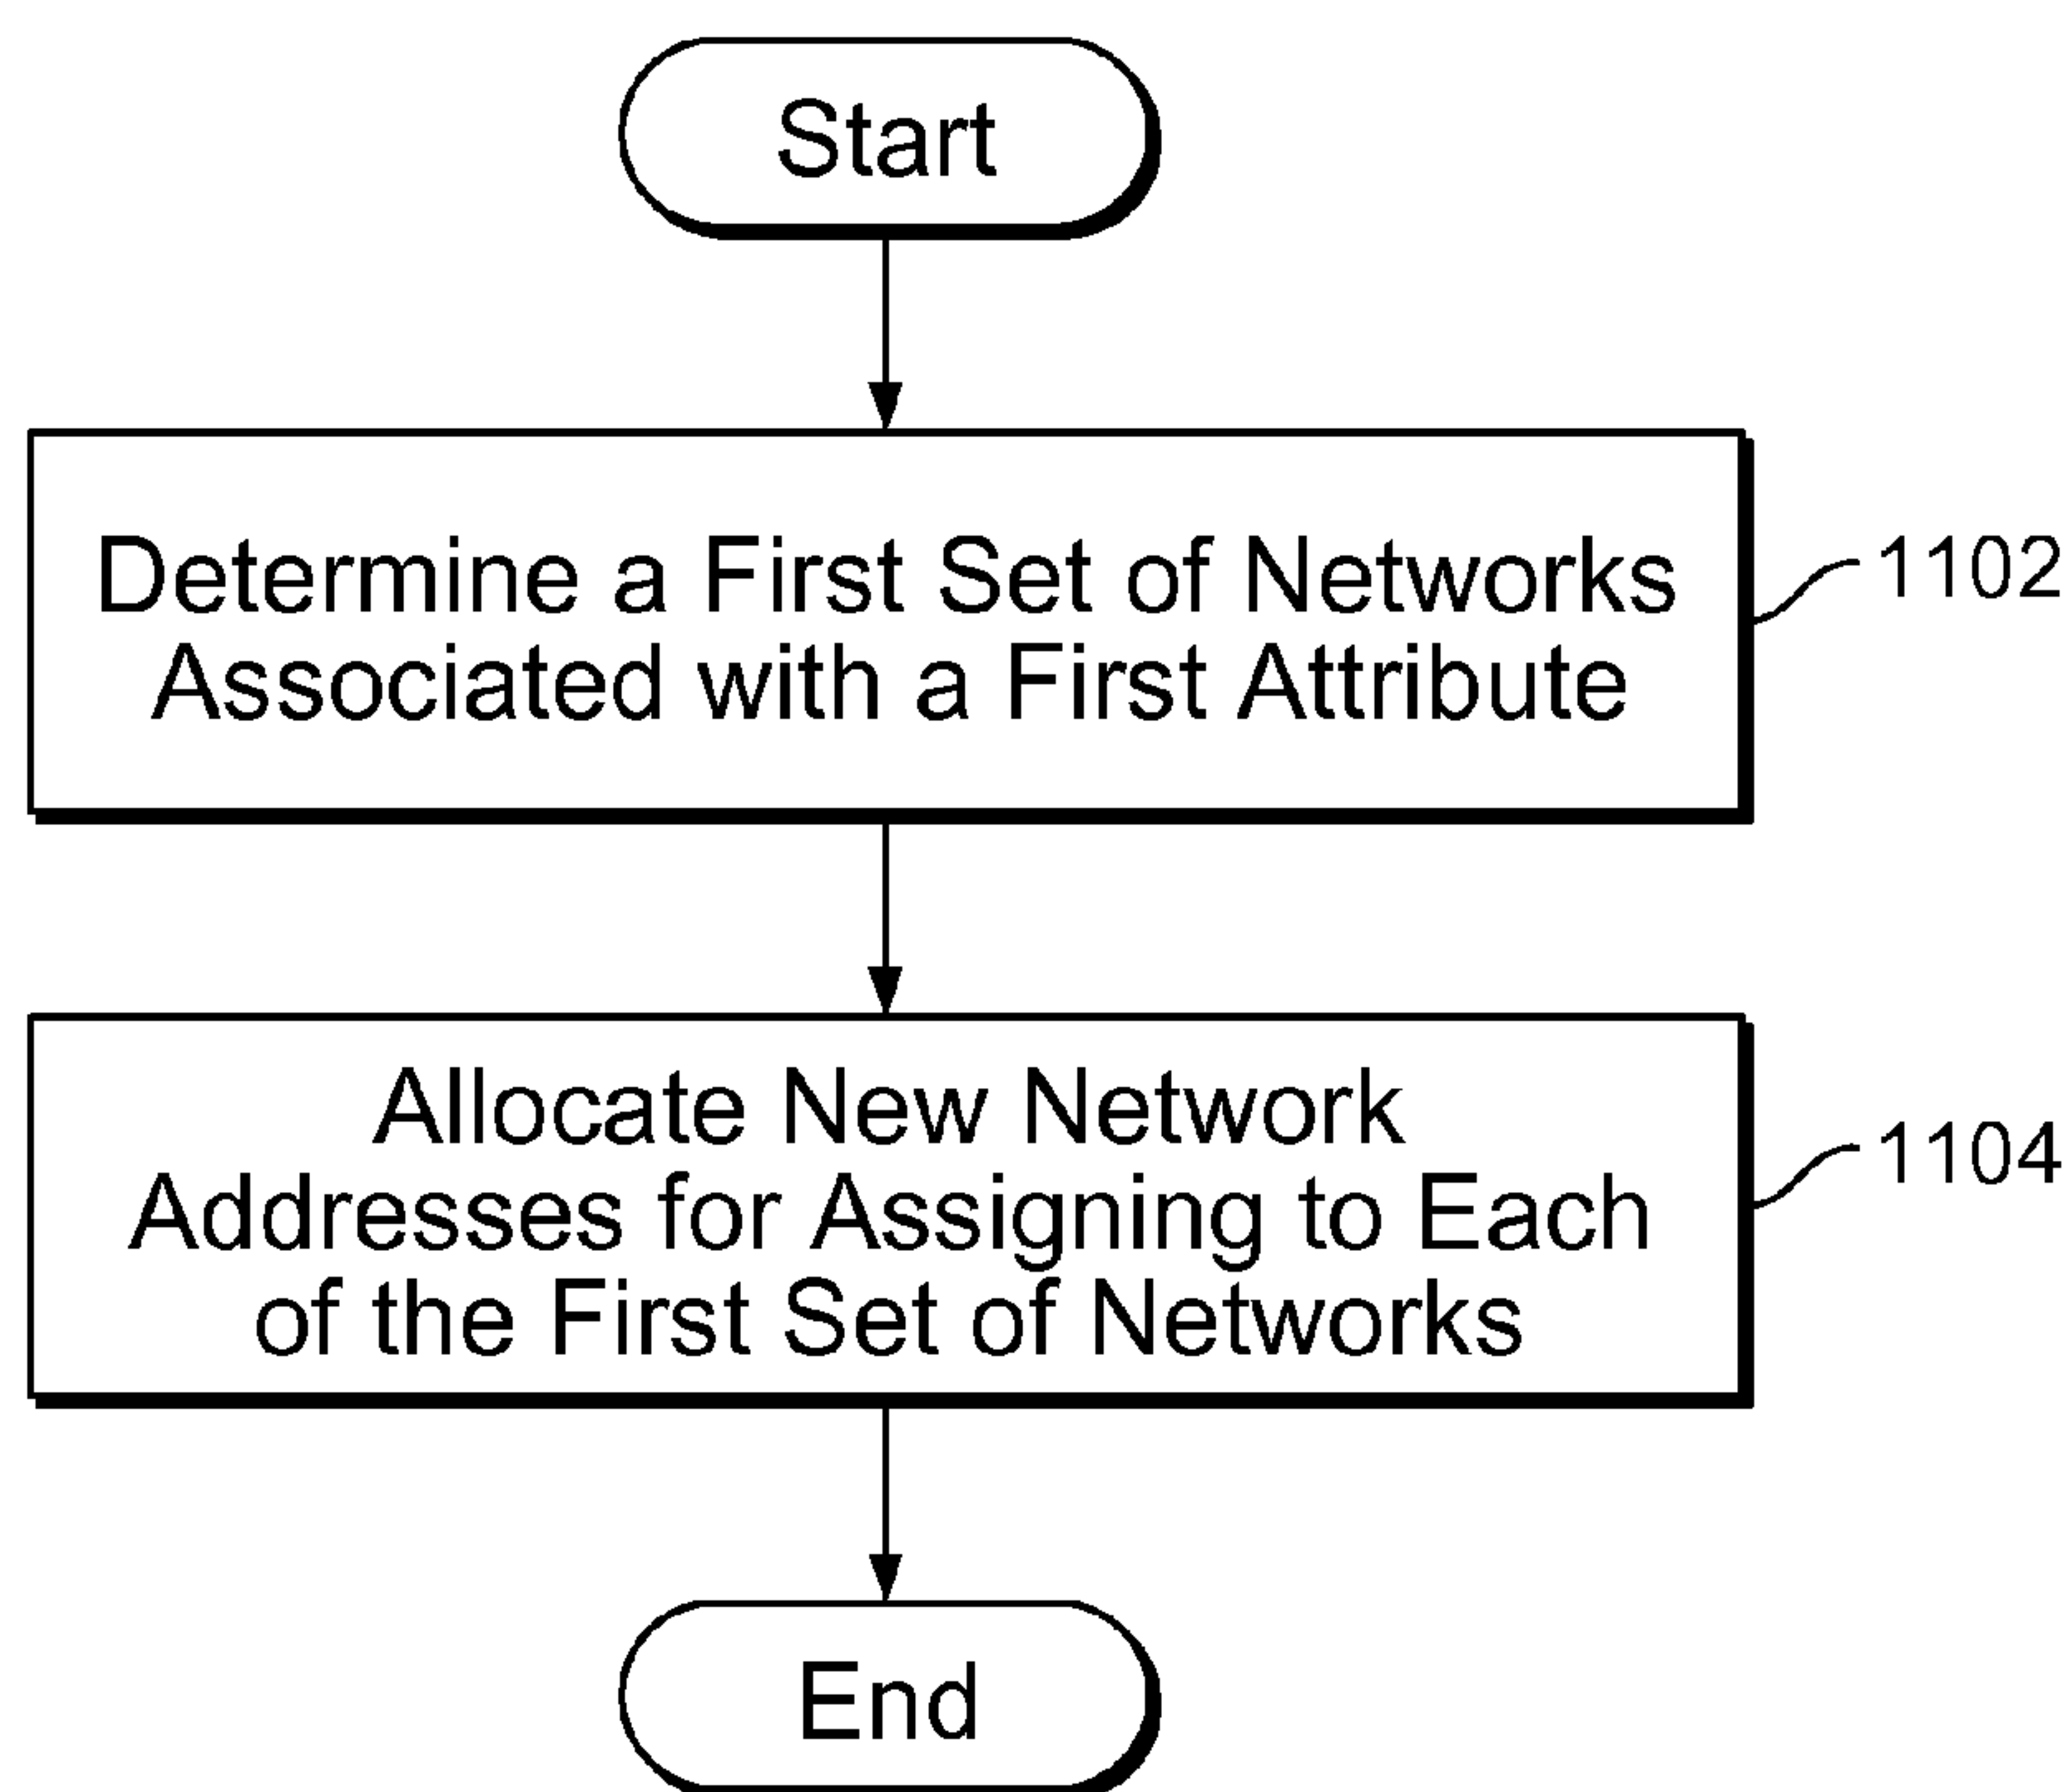 Start
Determine a First Set of Networks
Associated with a First Attribute
1102
Allocate New Network
Addresses for Assigning to Each
of the First Set of Networks
1104
End